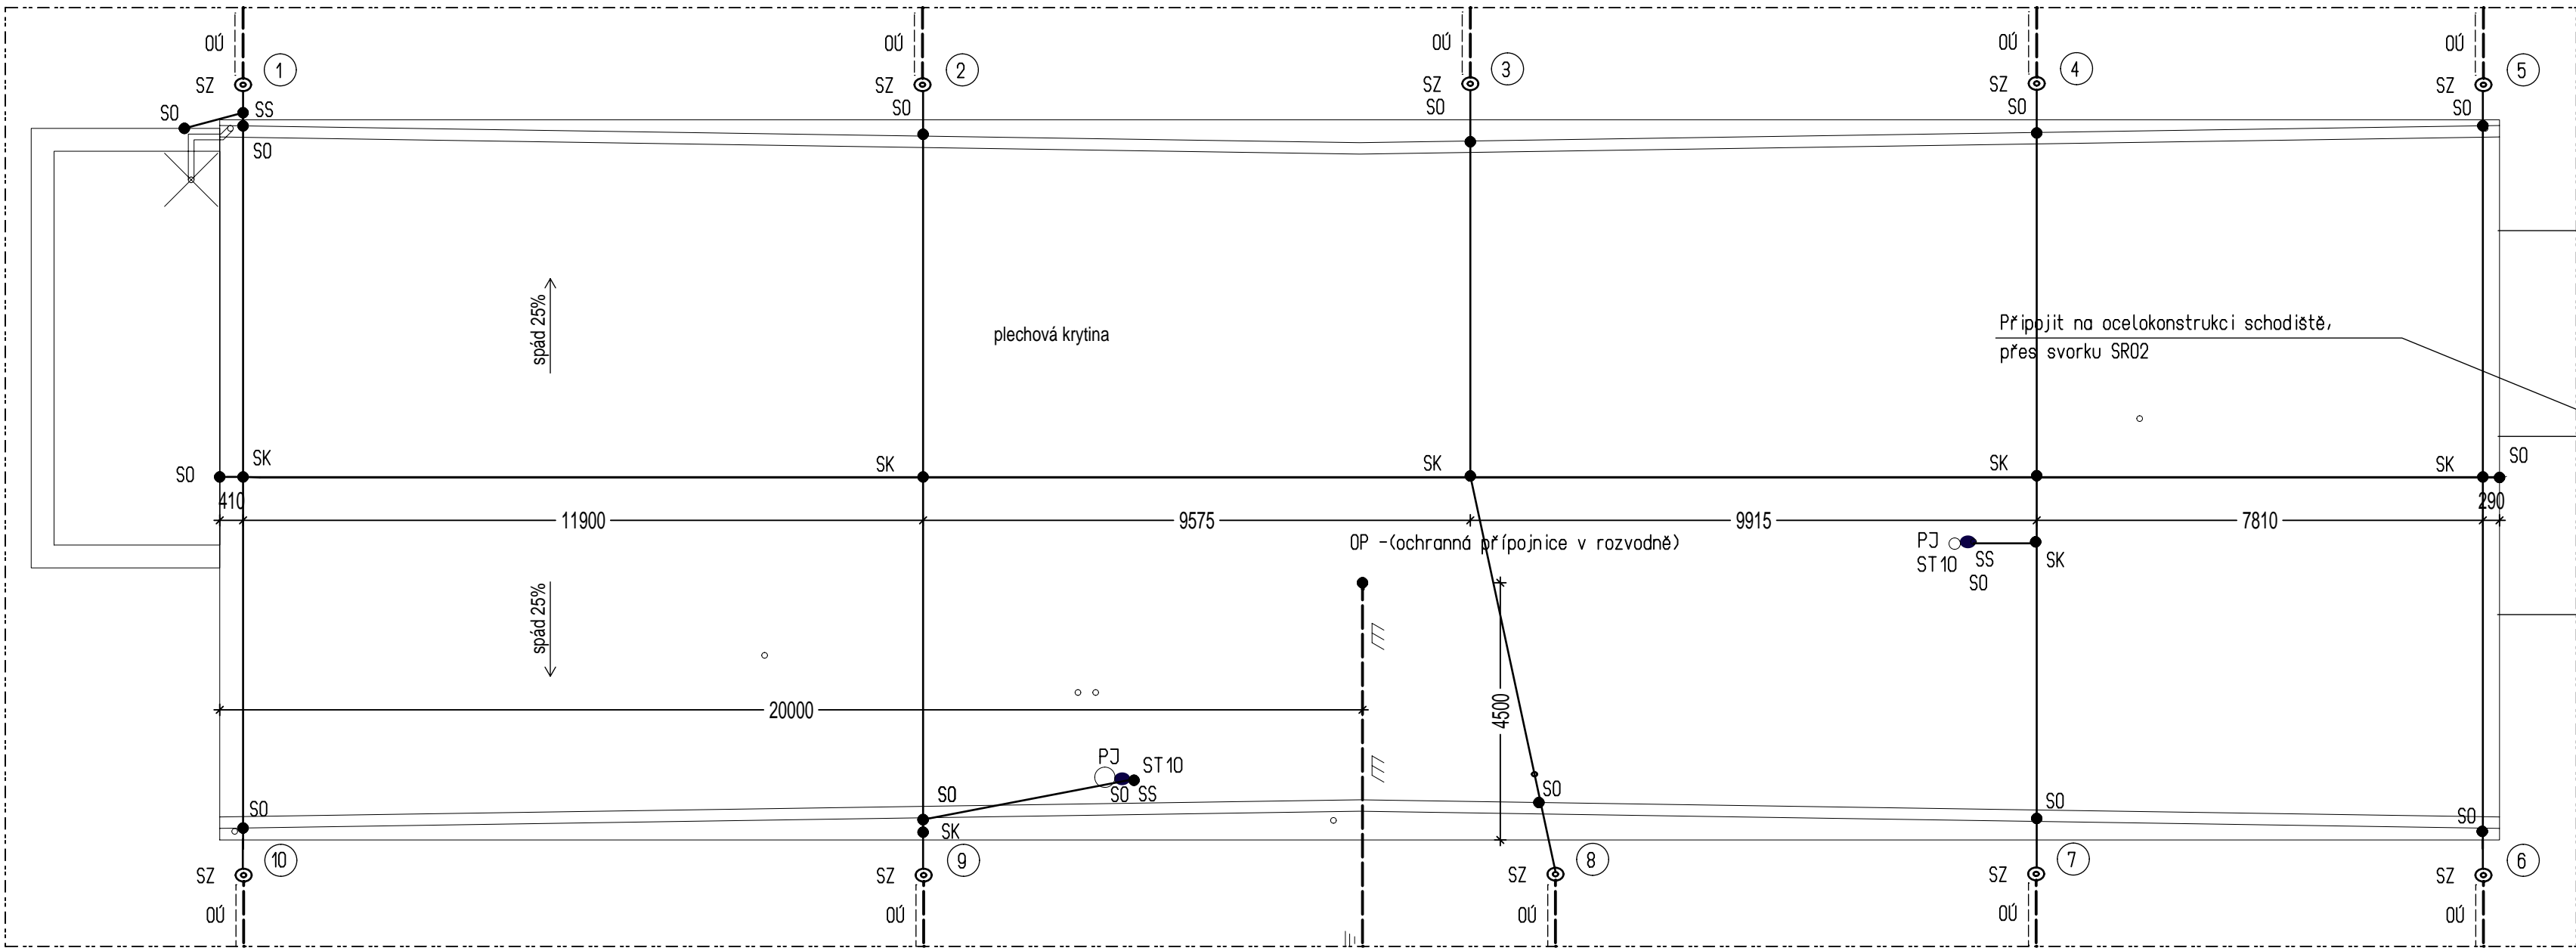 OÚ OÚ OÚ OÚ OÚ
1 2 3 4 5
SZ SZ SZ SZ SZ
SO SS SO SO SO SO
SO
spád 25%
plechová krytina
Připojit na ocelokonstrukci schodiště,
přes svorku SR02
SO SK SK SK SK SK SO
410 290
11900 9575 9915 7810
OP -(ochranná přípojnice v rozvodně)
PJ
ST10 SS SK
SO
spád 25%
20000
4500
PJ
ST10
SO SS
SO SO SO SO SO
SK
10 9 8 7 6
SZ SZ SZ SZ SZ
OÚ OÚ OÚ OÚ OÚ